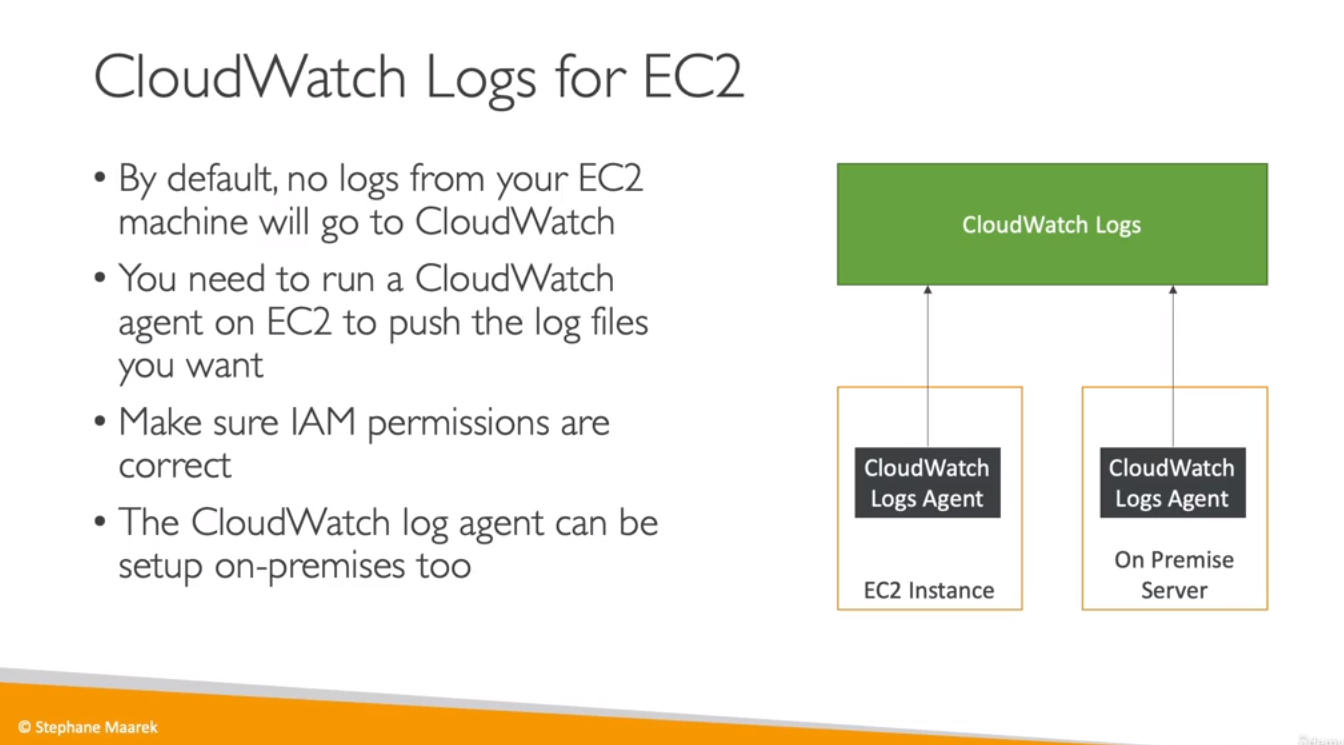 CloudWatch Logs for EC2
• By default, no logs from your EC2
machine will go to CloudWatch
• You need to run a CloudWatch
agent on EC2 to push the log files
you want
• Make sure IAM permissions are
correct
• The CloudWatch log agent can be
setup on-premises too
CloudWatch Logs
CloudWatch
Logs Agent
EC2 Instance
CloudWatch
Logs Agent
On Premise
Server
© Stephane Maarek